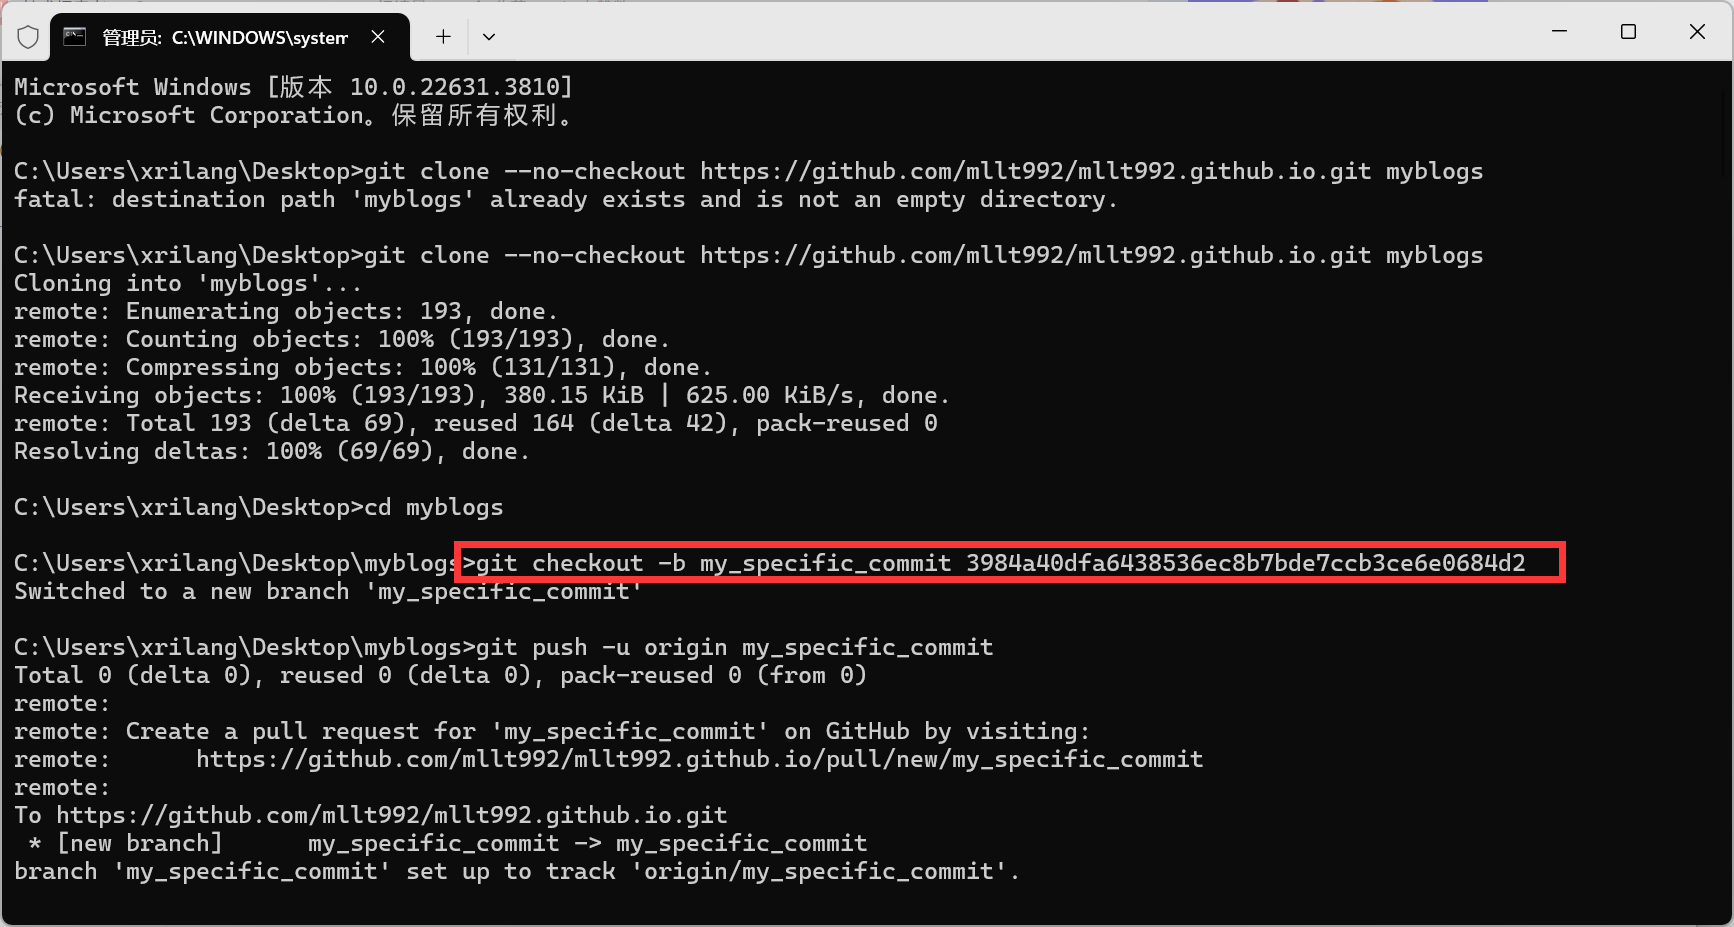 管理员: C:\WINDOWS\system
Microsoft Windows [版本 10.0.22631.3810]
(c) Microsoft Corporation。保留所有权利。
C:\Users\xrilang\Desktop>git clone --no-checkout https://github.com/mllt992/mllt992.github.io.git myblogs
fatal: destination path 'myblogs' already exists and is not an empty directory.
C:\Users\xrilang\Desktop>git clone --no-checkout https://github.com/mllt992/mllt992.github.io.git myblogs
Cloning into 'myblogs'...
remote: Enumerating objects: 193, done.
remote: Counting objects: 100% (193/193), done.
remote: Compressing objects: 100% (131/131), done.
Receiving objects: 100% (193/193), 380.15 KiB | 625.00 KiB/s, done.
remote: Total 193 (delta 69), reused 164 (delta 42), pack-reused 0
Resolving deltas: 100% (69/69), done.
C:\Users\xrilang\Desktop>cd myblogs
C:\Users\xrilang\Desktop\myblogs>git checkout -b my_specific_commit 3984a40dfa6438536ec8b7bde7ccb3ce6e0684d2
Switched to a new branch 'my_specific_commit'
C:\Users\xrilang\Desktop\myblogs>git push -u origin my_specific_commit
Total 0 (delta 0), reused 0 (delta 0), pack-reused 0 (from 0)
remote:
remote: Create a pull request for 'my_specific_commit' on GitHub by visiting:
remote:      https://github.com/mllt992/mllt992.github.io/pull/new/my_specific_commit
remote:
To https://github.com/mllt992/mllt992.github.io.git
 * [new branch]      my_specific_commit -> my_specific_commit
branch 'my_specific_commit' set up to track 'origin/my_specific_commit'.